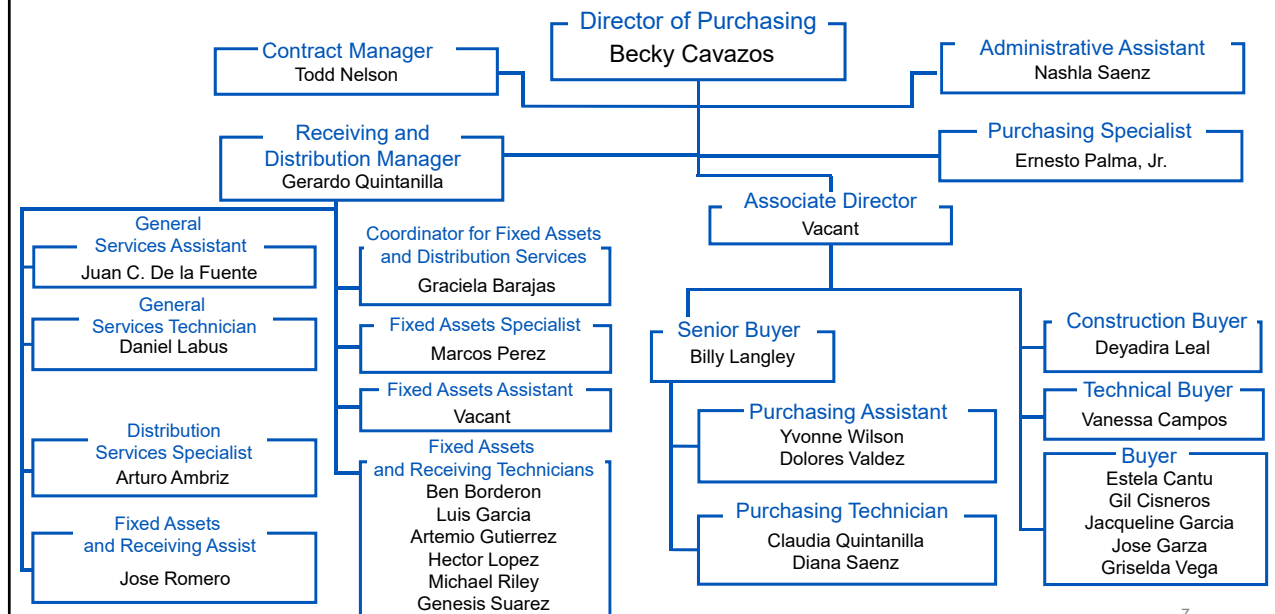 Director of Purchasing
Becky Cavazos
Contract Manager
Todd Nelson
Administrative Assistant
Nashla Saenz
Receiving and
Distribution Manager
Gerardo Quintanilla
Purchasing Specialist
Ernesto Palma, Jr.
Associate Director
Vacant
General
Services Assistant
Juan C. De la Fuente
General
Services Technician
Daniel Labus
Distribution
Services Specialist
Arturo Ambriz
Fixed Assets
and Receiving Assist
Jose Romero
Coordinator for Fixed Assets
and Distribution Services
Graciela Barajas
Fixed Assets Specialist
Marcos Perez
Fixed Assets Assistant
Vacant
Fixed Assets
and Receiving Technicians
Ben Borderon
Luis Garcia
Artemio Gutierrez
Hector Lopez
Michael Riley
Genesis Suarez
Senior Buyer
Billy Langley
Purchasing Assistant
Yvonne Wilson
Dolores Valdez
Purchasing Technician
Claudia Quintanilla
Diana Saenz
Construction Buyer
Deyadira Leal
Technical Buyer
Vanessa Campos
Buyer
Estela Cantu
Gil Cisneros
Jacqueline Garcia
Jose Garza
Griselda Vega
7